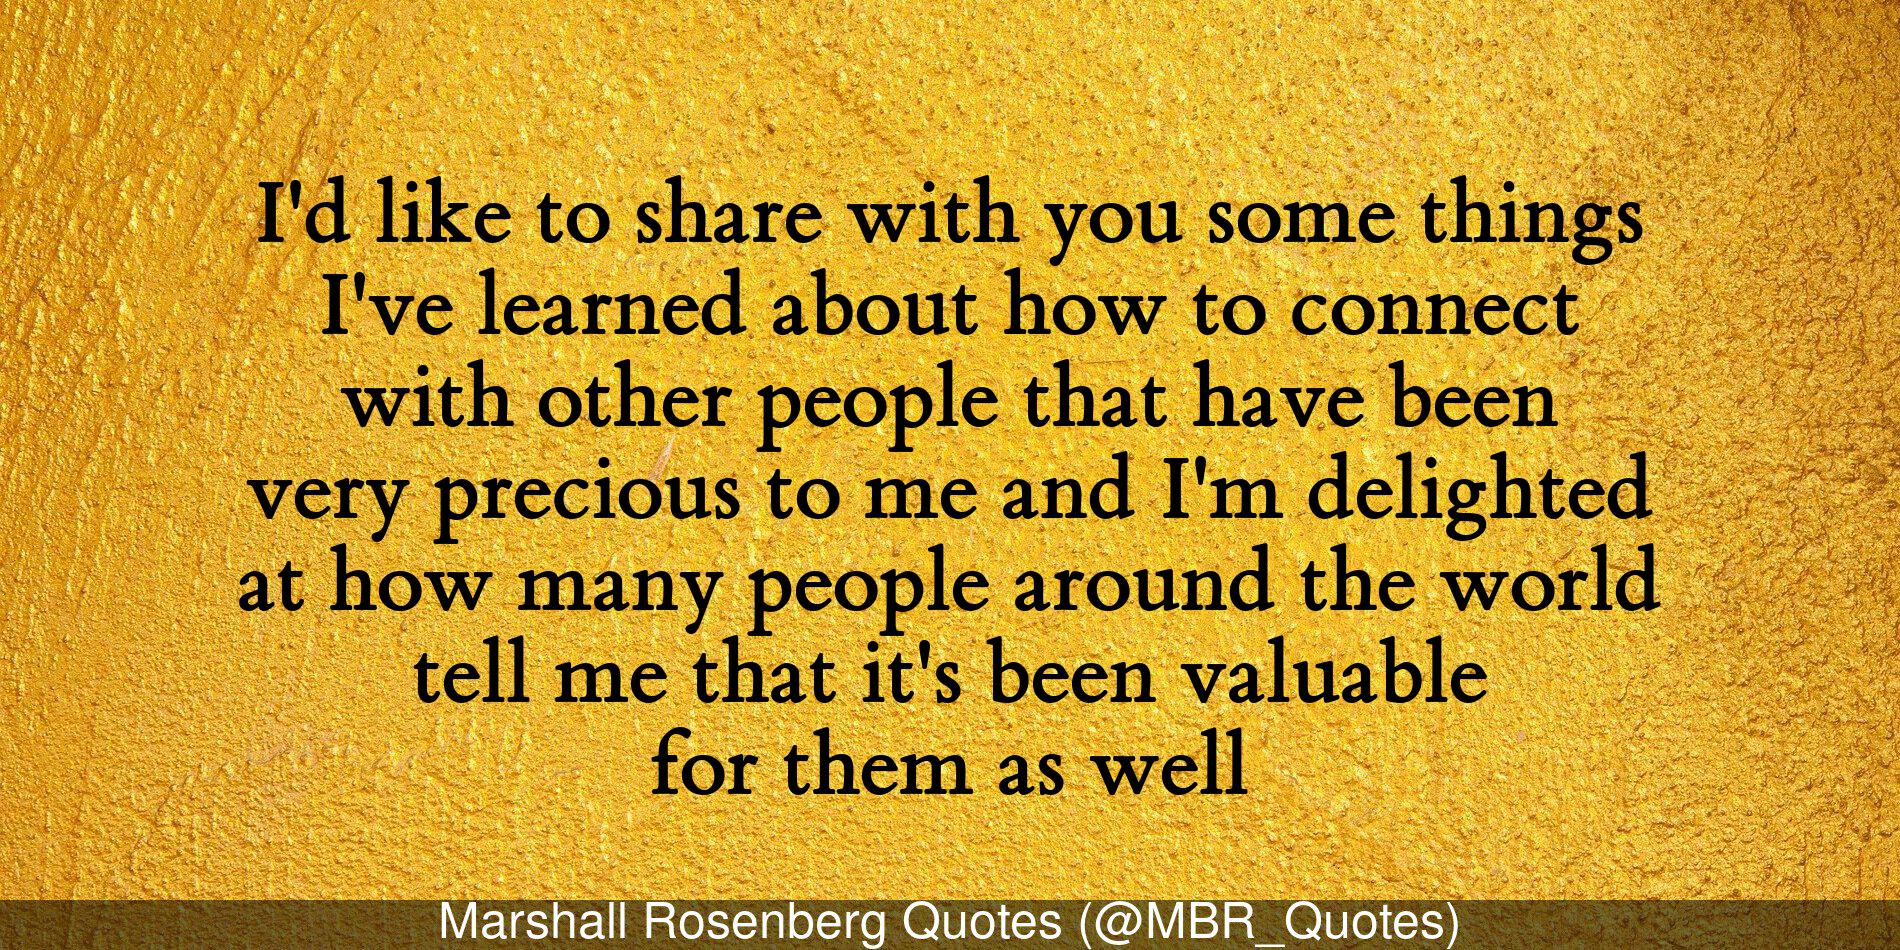 I'd like to share with you some things
I've learned about how to connect
with other people that have been
very precious to me and I'm delighted
at how many people around the world
tell me that it's been valuable
for them as well
Marshall Rosenberg Quotes (@MBR_Quotes)